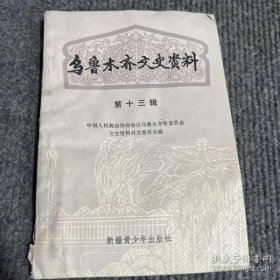 乌鲁木齐文史资料
第十三辑
中国人民政治协商会议乌鲁木齐市委员会
文史资料研究委员会编
新疆青少年出版社